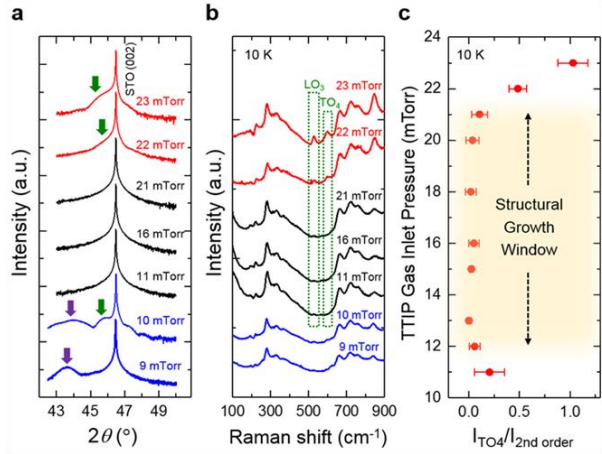 a
Intensity (a.u.)
STO (002)
23 mTorr
22 mTorr
21 mTorr
16 mTorr
11 mTorr
10 mTorr
9 mTorr
43 45 47 49
2θ (°)
b
Intensity (a.u.)
10 K
LO3
TO4
23 mTorr
22 mTorr
21 mTorr
16 mTorr
11 mTorr
10 mTorr
9 mTorr
100 300 500 700 900
Raman shift (cm-1)
c
TTIP Gas Inlet Pressure (mTorr)
24
22
20
18
16
14
12
10
10 K
Structural
Growth
Window
0.0 0.5 1.0
ITO4/I2nd order